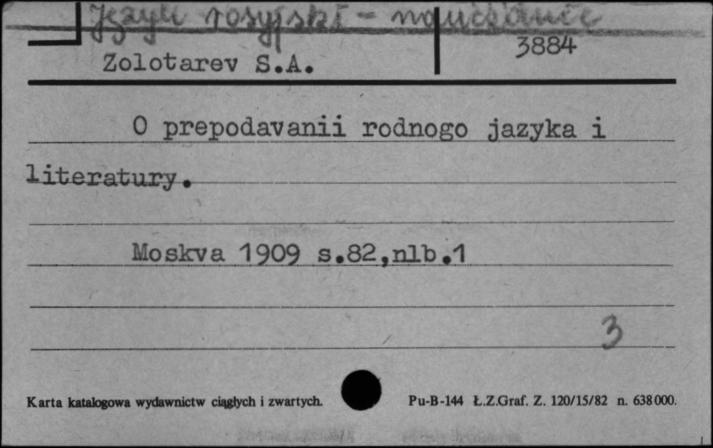 Język rosyjski - nauczanie
3884
Zolotarev S.A.
O prepodavanii rodnogo jazyka i
literatury.
Moskva 1909 s.82,nlb.1
3
Karta katalogowa wydawnictw ciągłych i zwartych.
Pu-B-144 Ł.Z.Graf. Z. 120/15/82 n. 638000.